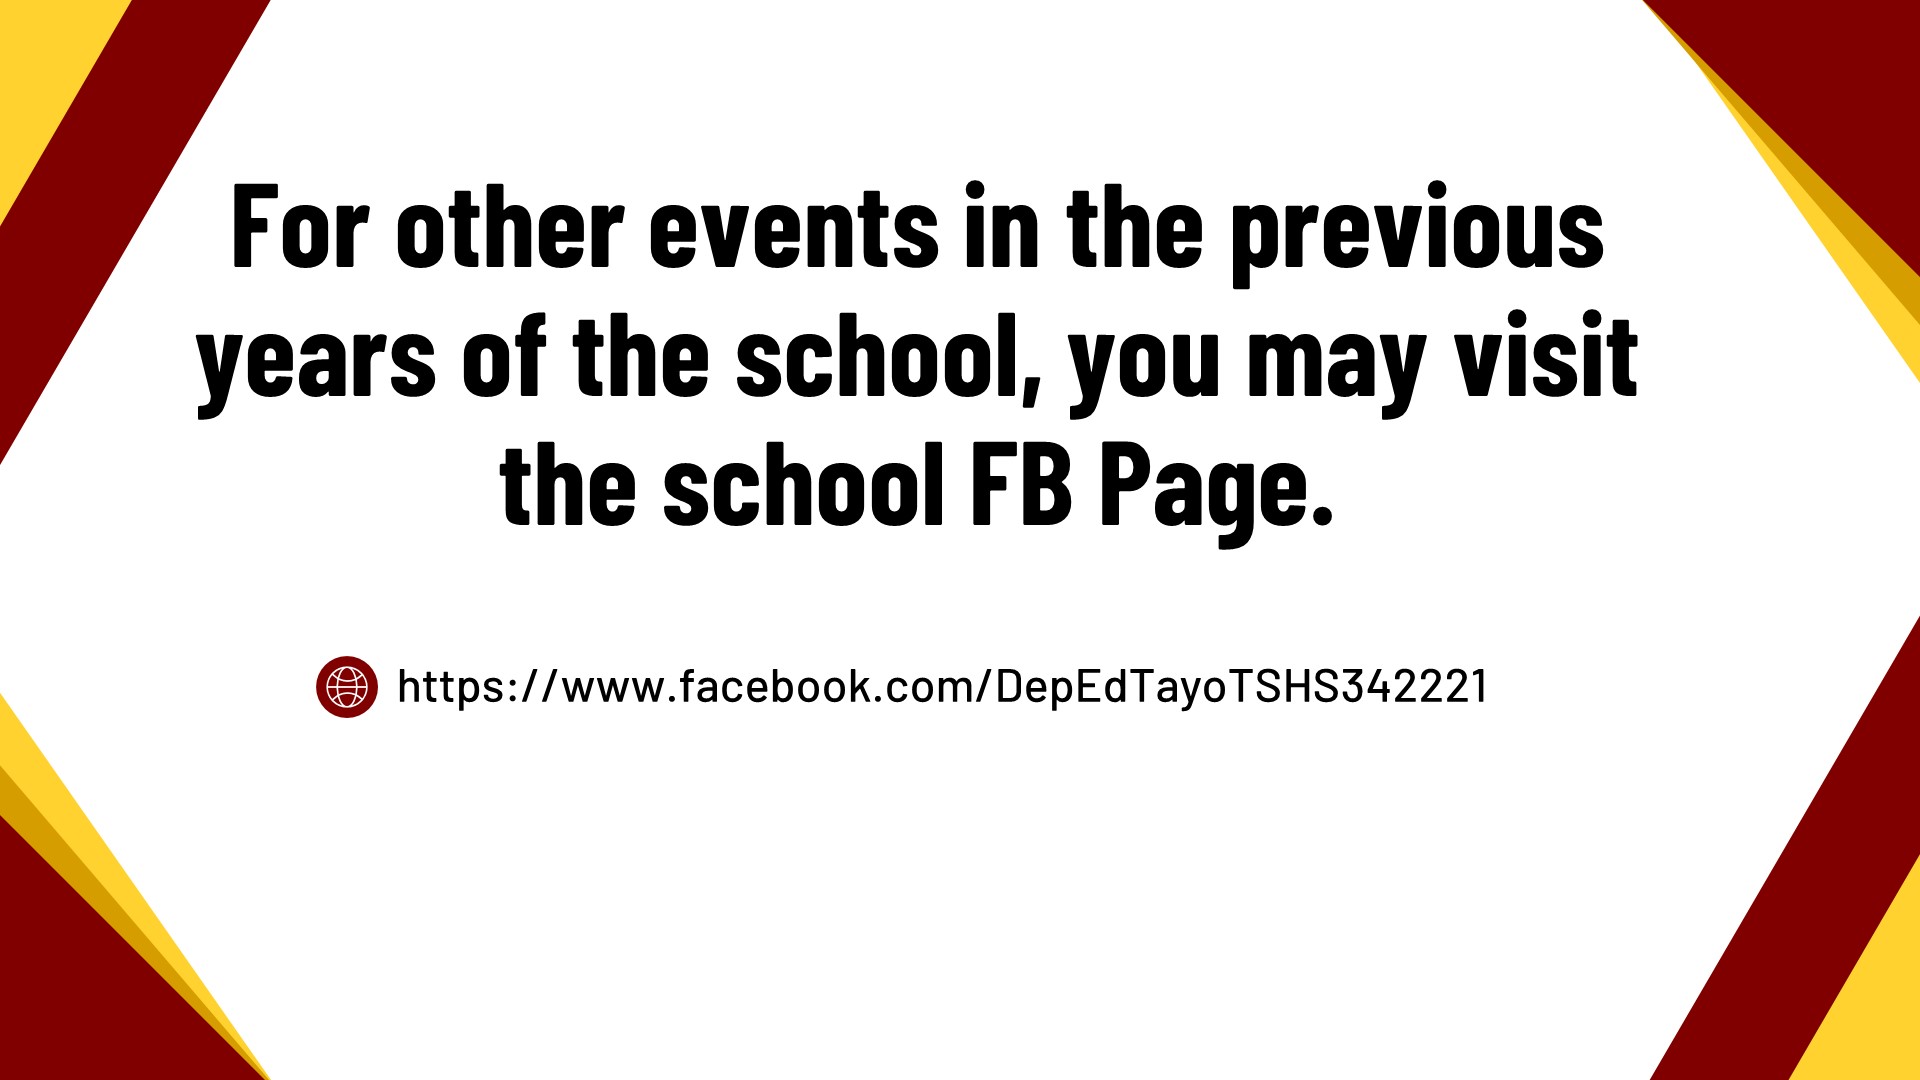 For other events in the previous
years of the school, you may visit
the school FB Page.
https://www.facebook.com/DepEdTayoTSHS342221